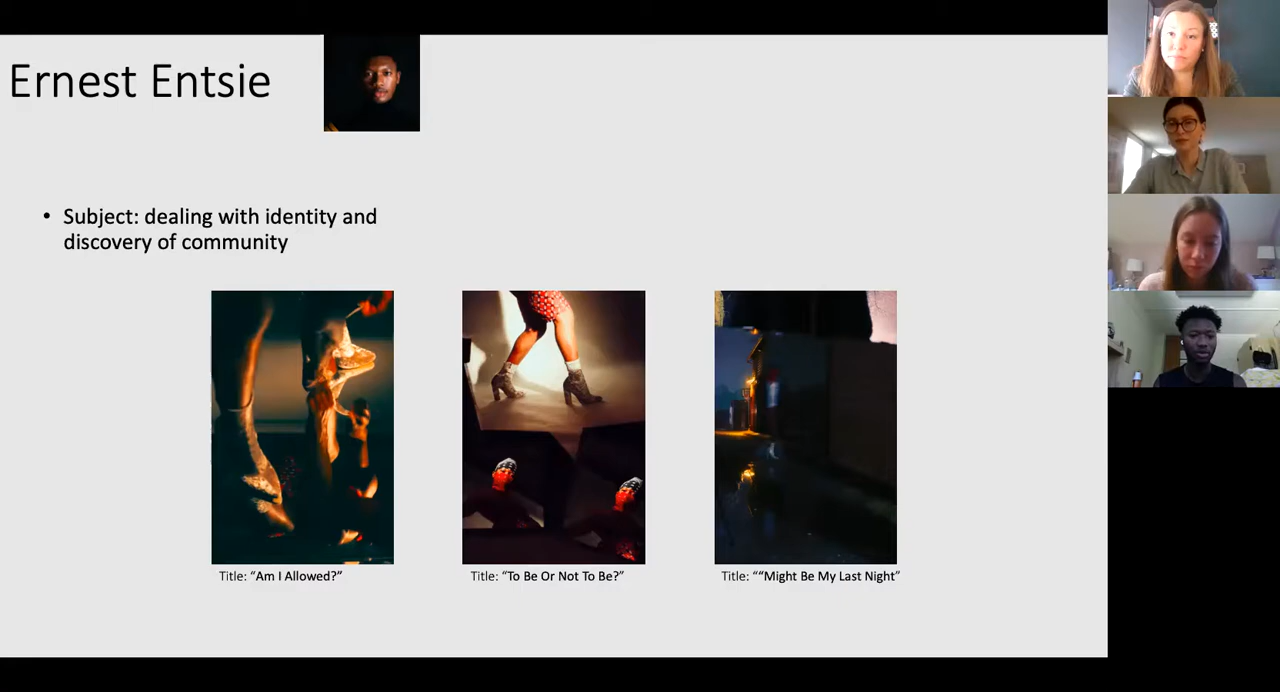 Ernest Entsie
• Subject: dealing with identity and
discovery of community
Title: “Am I Allowed?”
Title: “To Be Or Not To Be?”
Title: ““Might Be My Last Night”